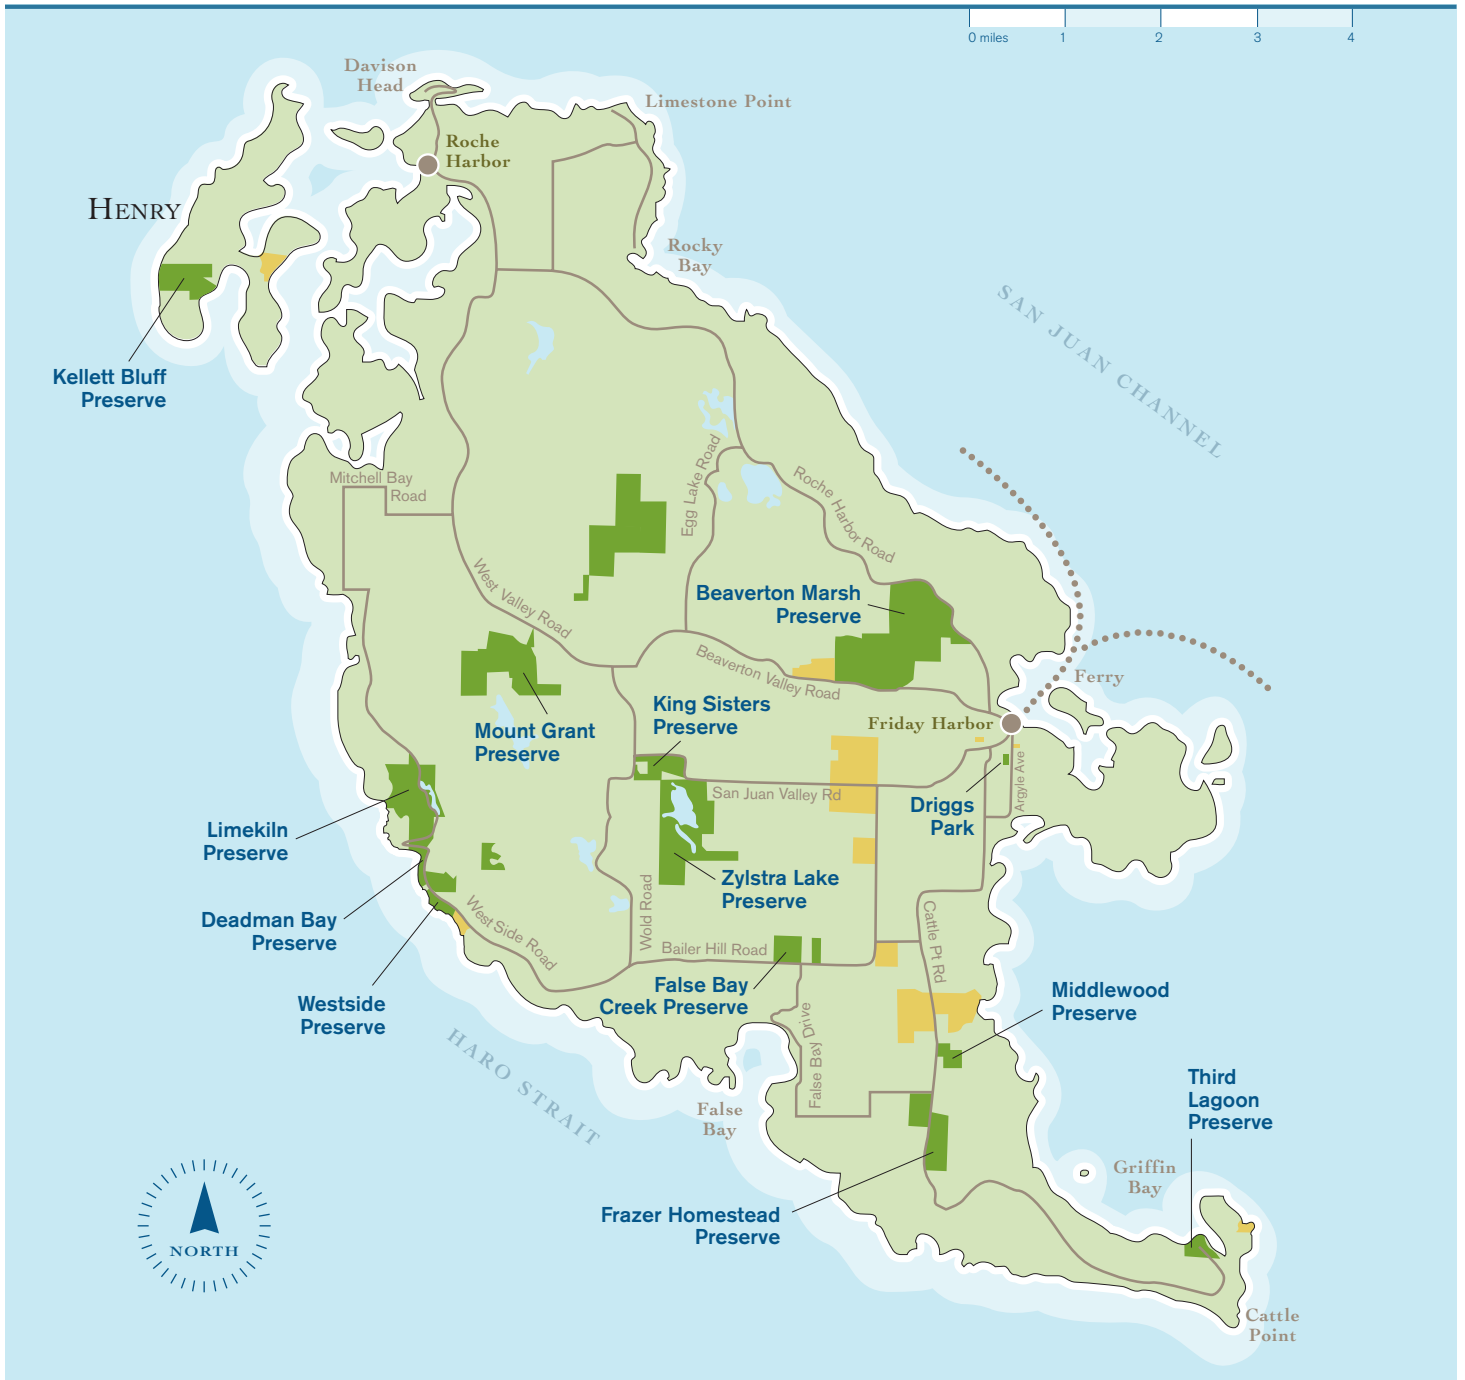 0 miles 1 2 3 4
Davison
Head
Limestone Point
Roche
Harbor
HENRY
Rocky
Bay
SAN JUAN CHANNEL
Kellett Bluff
Preserve
Mitchell Bay
Road
Egg Lake Road
Roche Harbor Road
West Valley Road
Beaverton Marsh
Preserve
Beaverton Valley Road
Ferry
King Sisters
Preserve
Mount Grant
Preserve
Friday Harbor
San Juan Valley Rd
Argyle Ave
Driggs
Park
Limekiln
Preserve
Zylstra Lake
Preserve
Deadman Bay
Preserve
West Side Road
Wold Road
Cattle Pt Rd
Bailer Hill Road
False Bay
Creek Preserve
Westside
Preserve
Middlewood
Preserve
False Bay Drive
HARO STRAIT
False
Bay
Third
Lagoon
Preserve
Griffin
Bay
Frazer Homestead
Preserve
NORTH
Cattle
Point